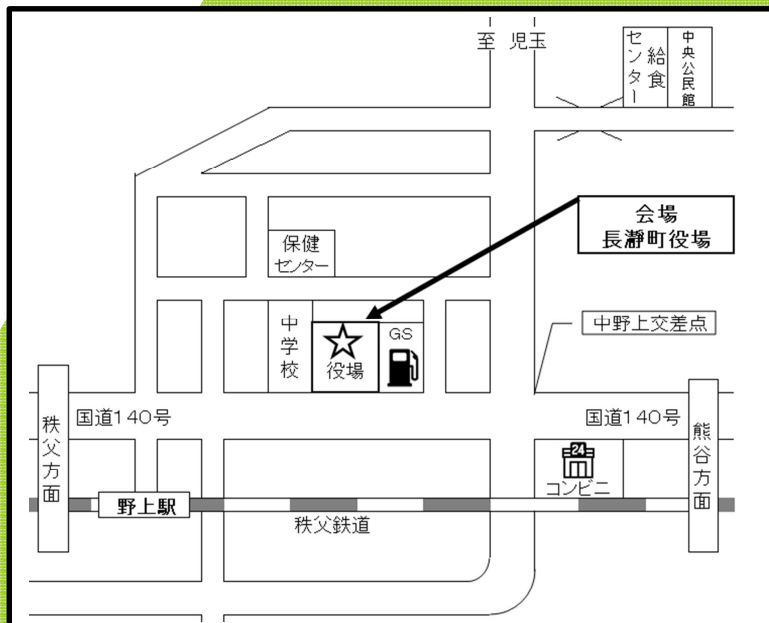 至 児玉
給食
センター
中央公民館
会場
長瀞町役場
保健
センター
中野上交差点
中学校
GS
役場
国道140号
国道140号
秩父方面
熊谷方面
24
コンビニ
野上駅
秩父鉄道